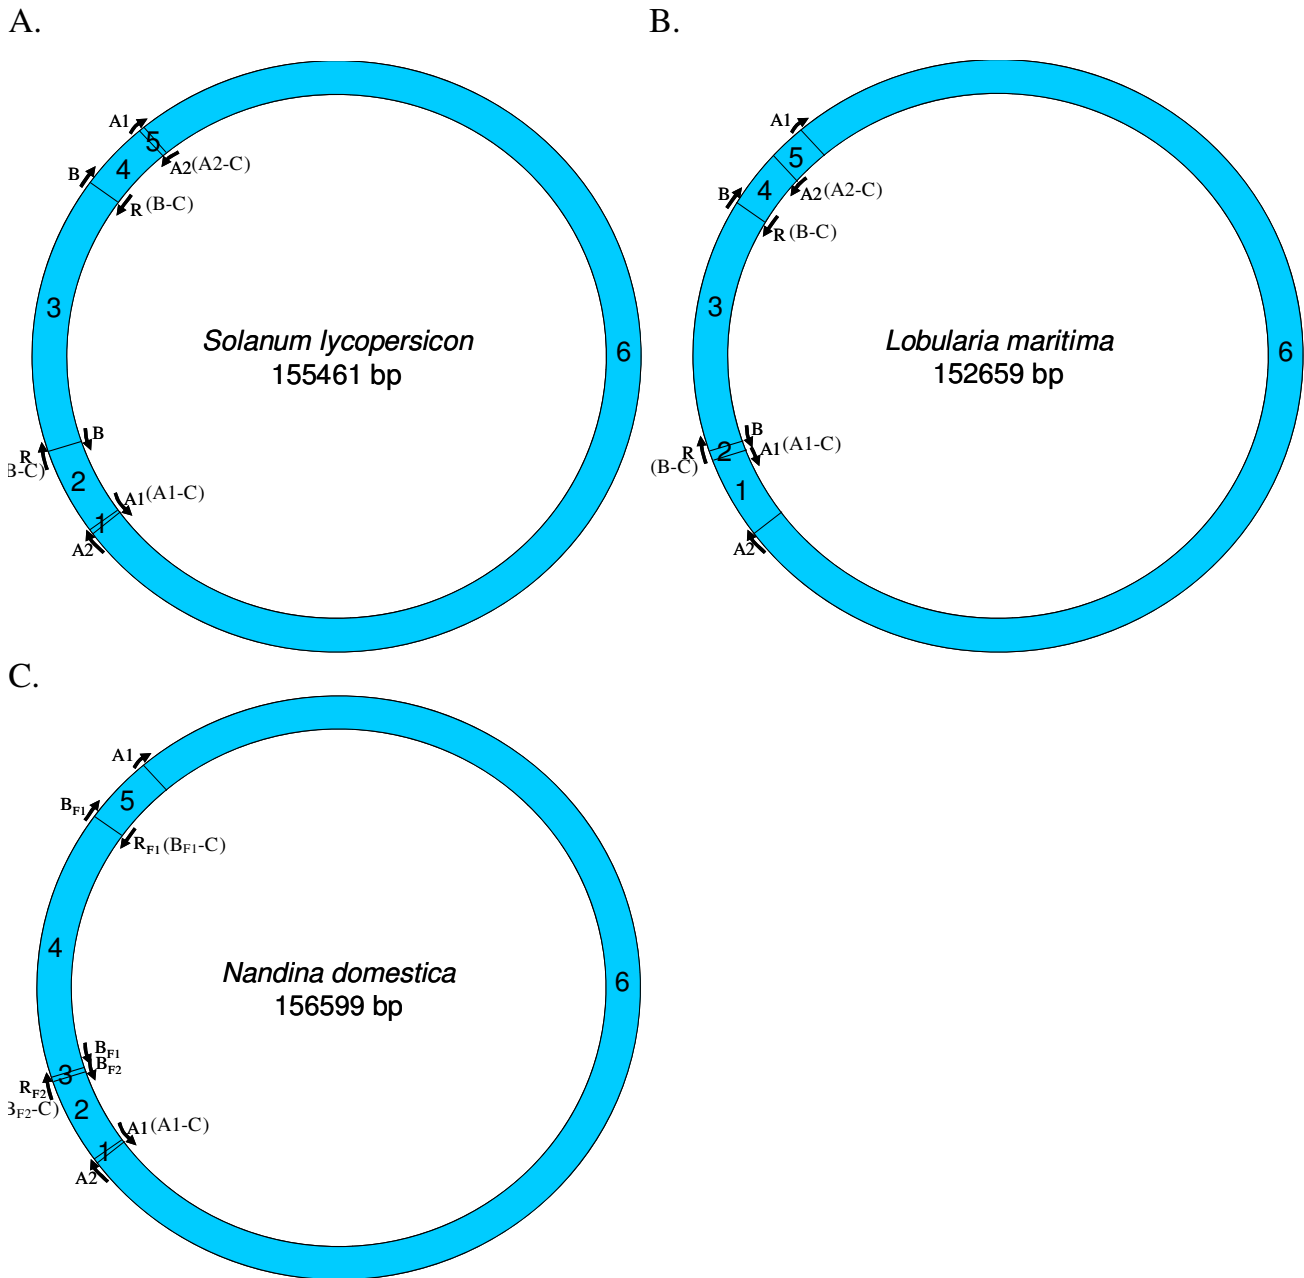 A.
B.
A1
5
A2(A2-C)
4
B
R (B-C)
3
Solanum lycopersicon
155461 bp
6
B
R
B-C)
2
A1(A1-C)
1
A2
A1
5
A2(A2-C)
4
B
R (B-C)
3
Lobularia maritima
152659 bp
6
B
R
2
A1(A1-C)
(B-C)
1
A2
C.
A1
5
BF1
RF1(BF1-C)
4
Nandina domestica
156599 bp
6
BF1
BF2
3
RF2
BF2-C)
2
A1(A1-C)
1
A2